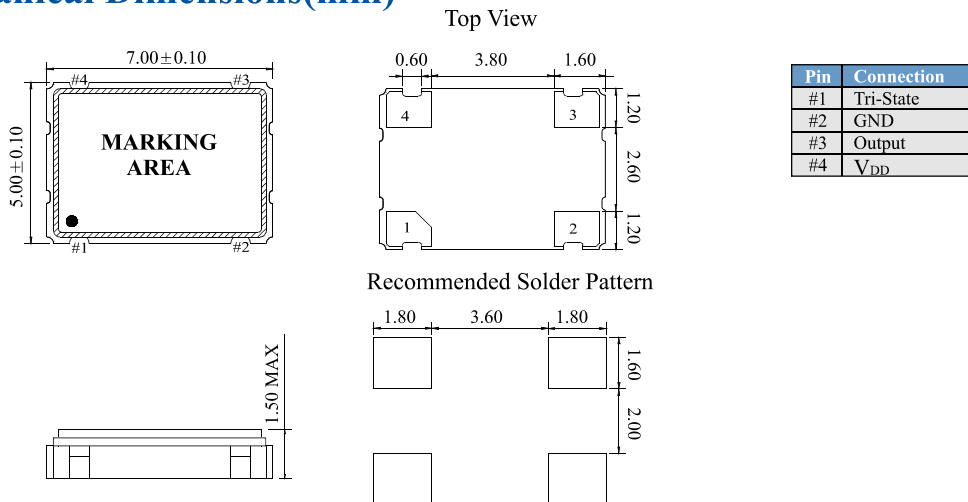 Dimensions(mm)
Top View
7.00±0.10
#4
#3
5.00±0.10
MARKING
AREA
#1
#2
0.60
3.80
1.60
4
3
1
2
1.20
2.60
1.20
Pin Connection
#1 Tri-State
#2 GND
#3 Output
#4 VDD
Recommended Solder Pattern
1.80
3.60
1.80
1.60
2.00
1.50 MAX